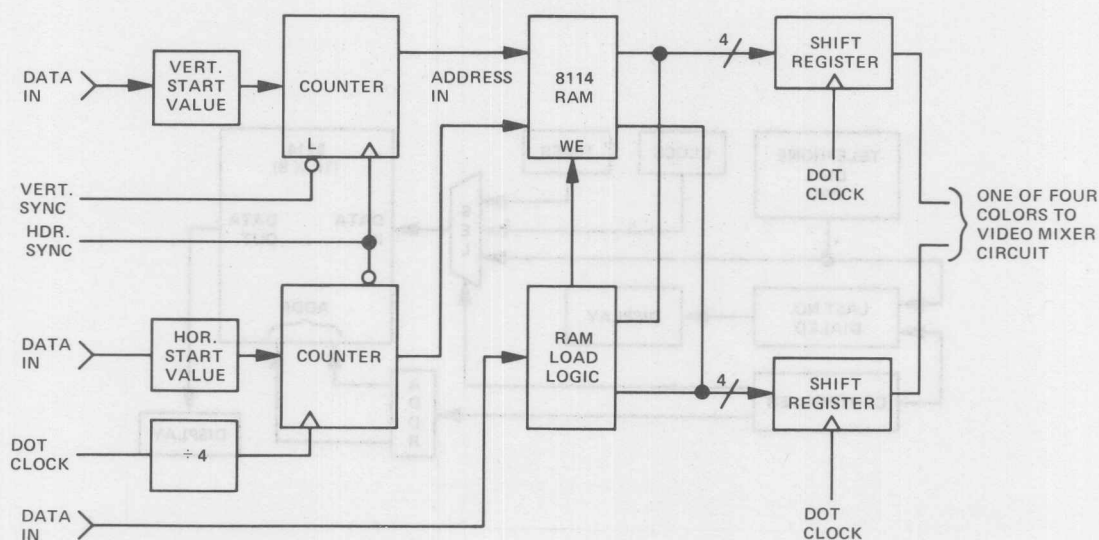 DATA
IN
VERT.
START
VALUE
COUNTER
L
VERT.
SYNC
HDR.
SYNC
DATA
IN
HOR.
START
VALUE
COUNTER
DOT
CLOCK
÷ 4
DATA
IN
ADDRESS
IN
8114
RAM
WE
RAM
LOAD
LOGIC
4
SHIFT
REGISTER
DOT
CLOCK
ONE OF FOUR
COLORS TO
VIDEO MIXER
CIRCUIT
4
SHIFT
REGISTER
DOT
CLOCK